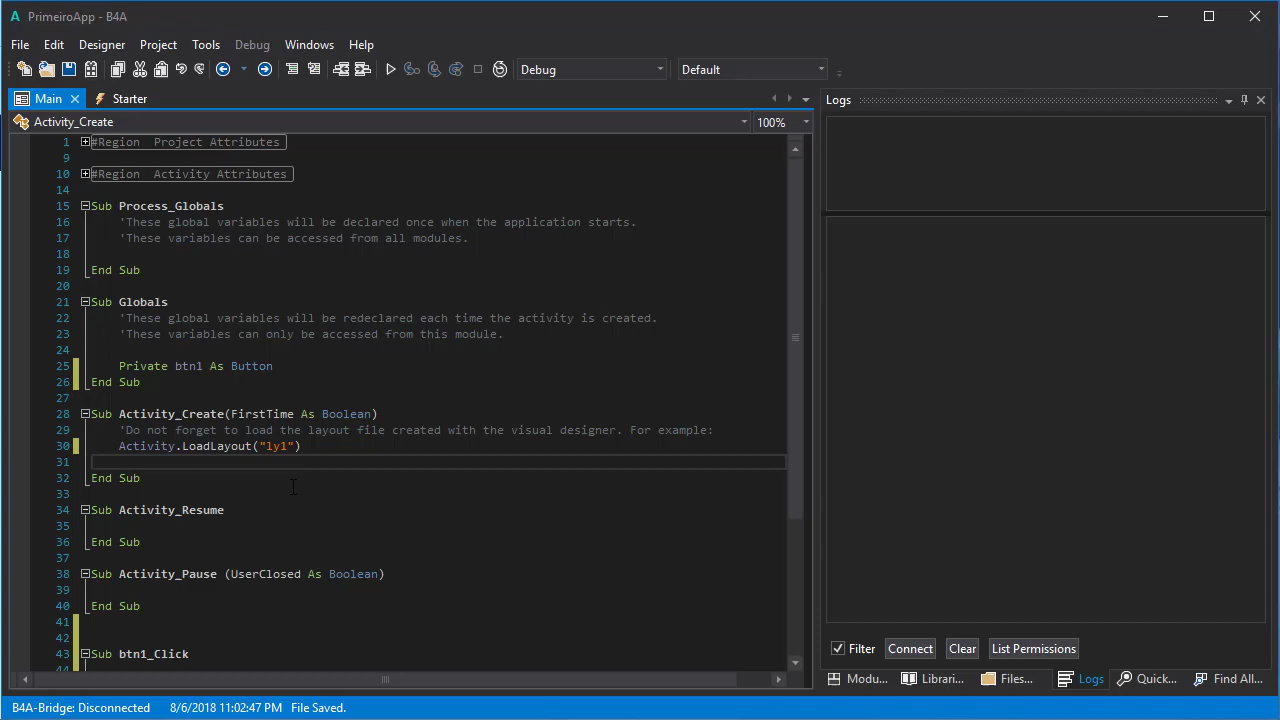 PrimeiroApp - B4A
File Edit Designer Project Tools Debug Windows Help
Debug Default
Main Starter
Activity_Create 100%
1 #Region Project Attributes
9
10 #Region Activity Attributes
14
15 Sub Process_Globals
16 'These global variables will be declared once when the application starts.
17 'These variables can be accessed from all modules.
18
19 End Sub
20
21 Sub Globals
22 'These global variables will be redeclared each time the activity is created.
23 'These variables can only be accessed from this module.
24
25 Private btn1 As Button
26 End Sub
27
28 Sub Activity_Create(FirstTime As Boolean)
29 'Do not forget to load the layout file created with the visual designer. For example:
30 Activity.LoadLayout("ly1")
31
32 End Sub
33
34 Sub Activity_Resume
35
36 End Sub
37
38 Sub Activity_Pause (UserClosed As Boolean)
39
40 End Sub
41
42
43 Sub btn1_Click
44
Logs
Filter Connect Clear List Permissions
Modu... Librari... Files... Logs Quick... Find All...
B4A-Bridge: Disconnected 8/6/2018 11:02:47 PM File Saved.